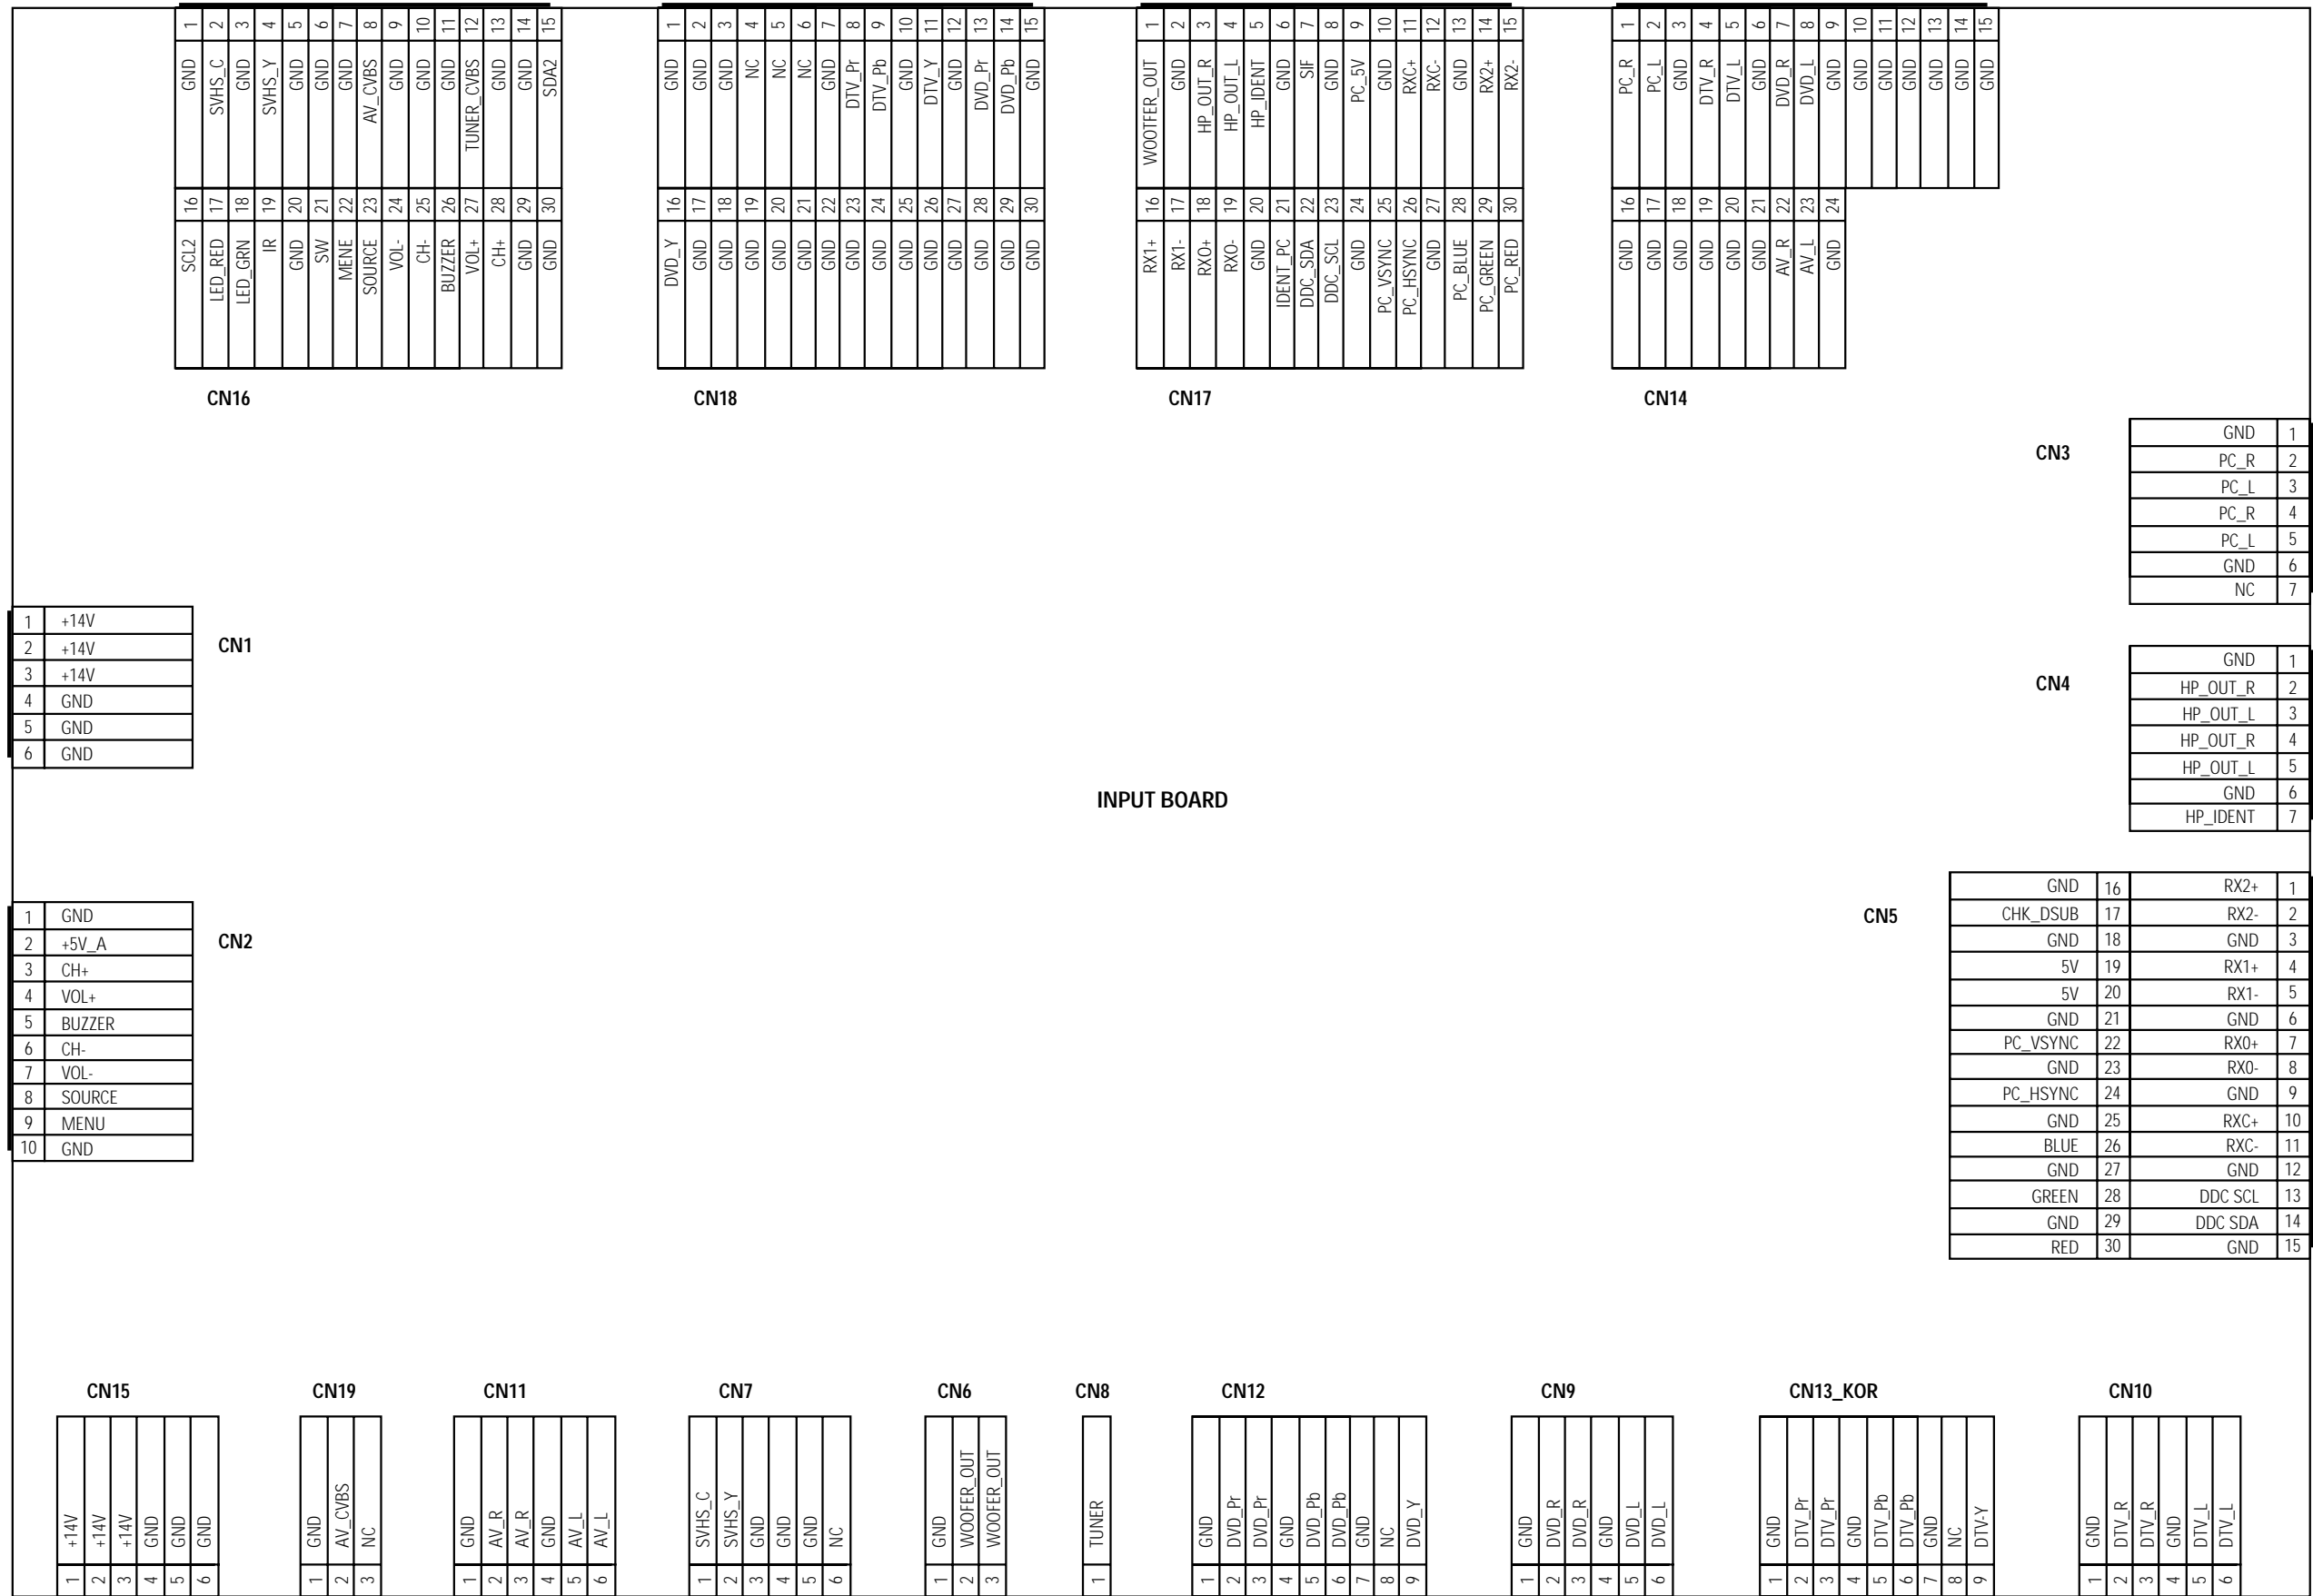 1 2 3 4 5 6 7 8 9 10 11 12 13 14 15
GND SVHS_C GND SVHS_Y GND GND GND AV_CVBS GND GND GND TUNER_CVBS GND GND SDA2
16 17 18 19 20 21 22 23 24 25 26 27 28 29 30
SCL2 LED_RED LED_GRN IR GND SW MENE SOURCE VOL- CH- BUZZER VOL+ CH+ GND GND
CN16
1 2 3 4 5 6 7 8 9 10 11 12 13 14 15
GND GND GND NC NC NC GND DTV_Pr DTV_Pb GND DTV_Y GND DVD_Pr DVD_Pb GND
16 17 18 19 20 21 22 23 24 25 26 27 28 29 30
DVD_Y GND GND GND GND GND GND GND GND GND GND GND GND GND GND
CN18
1 2 3 4 5 6 7 8 9 10 11 12 13 14 15
WOOTFER_OUT GND HP_OUT_R HP_OUT_L HP_IDENT GND SIF GND PC_5V GND RXC+ RXC- GND RX2+ RX2-
16 17 18 19 20 21 22 23 24 25 26 27 28 29 30
RX1+ RX1- RXO+ RXO- GND IDENT_PC DDC_SDA DDC_SCL GND PC_VSYNC PC_HSYNC GND PC_BLUE PC_GREEN PC_RED
CN17
1 2 3 4 5 6 7 8 9 10 11 12 13 14 15
PC_R PC_L GND DTV_R DTV_L GND DVD_R DVD_L GND GND GND GND GND GND GND
16 17 18 19 20 21 22 23 24
GND GND GND GND GND GND AV_R AV_L GND
CN14
CN3
GND 1
PC_R 2
PC_L 3
PC_R 4
PC_L 5
GND 6
NC 7
1 +14V
2 +14V
3 +14V
4 GND
5 GND
6 GND
CN1
CN4
GND 1
HP_OUT_R 2
HP_OUT_L 3
HP_OUT_R 4
HP_OUT_L 5
GND 6
HP_IDENT 7
INPUT BOARD
1 GND
2 +5V_A
3 CH+
4 VOL+
5 BUZZER
6 CH-
7 VOL-
8 SOURCE
9 MENU
10 GND
CN2
CN5
GND 16 RX2+ 1
CHK_DSUB 17 RX2- 2
GND 18 GND 3
5V 19 RX1+ 4
5V 20 RX1- 5
GND 21 GND 6
PC_VSYNC 22 RX0+ 7
GND 23 RX0- 8
PC_HSYNC 24 GND 9
GND 25 RXC+ 10
BLUE 26 RXC- 11
GND 27 GND 12
GREEN 28 DDC SCL 13
GND 29 DDC SDA 14
RED 30 GND 15
CN15
+14V +14V +14V GND GND GND
1 2 3 4 5 6
CN19
GND AV_CVBS NC
1 2 3
CN11
GND AV_R AV_R GND AV_L AV_L
1 2 3 4 5 6
CN7
SVHS_C SVHS_Y GND GND GND NC
1 2 3 4 5 6
CN6
GND WOOFER_OUT WOOFER_OUT
1 2 3
CN8
TUNER
1
CN12
GND DVD_Pr DVD_Pr GND DVD_Pb DVD_Pb GND NC DVD_Y
1 2 3 4 5 6 7 8 9
CN9
GND DVD_R DVD_R GND DVD_L DVD_L
1 2 3 4 5 6
CN13_KOR
GND DTV_Pr DTV_Pr GND DTV_Pb DTV_Pb GND NC DTV-Y
1 2 3 4 5 6 7 8 9
CN10
GND DTV_R DTV_R GND DTV_L DTV_L
1 2 3 4 5 6